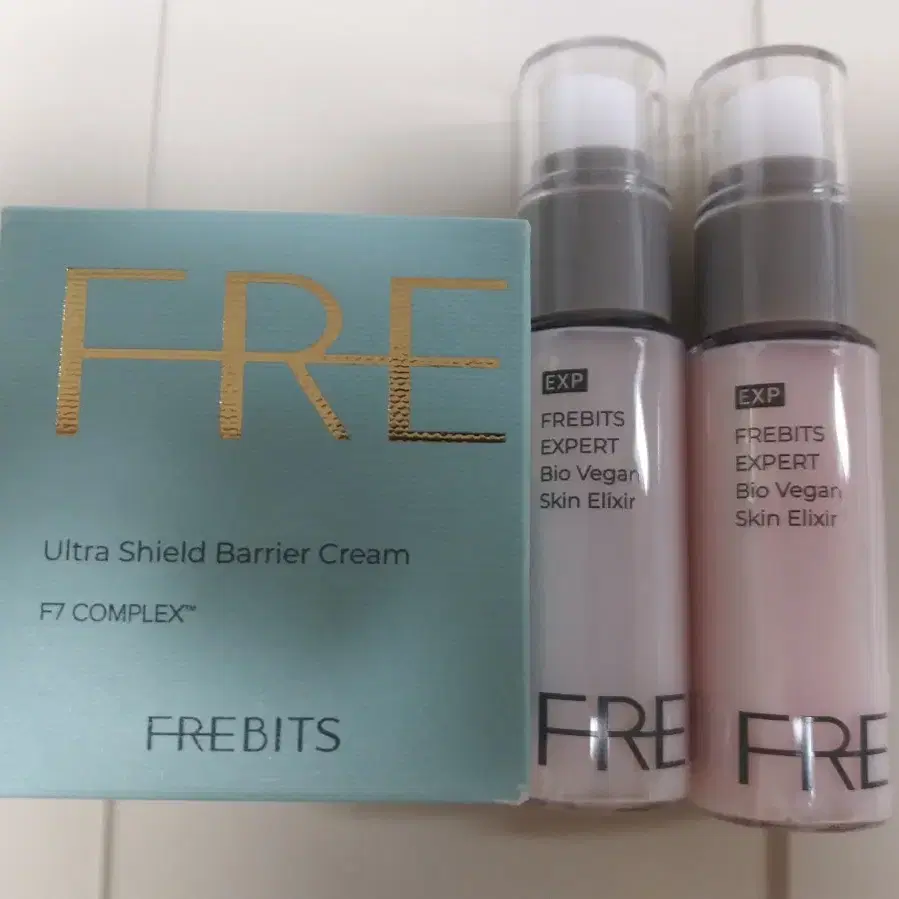 FRE
Ultra Shield Barrier Cream
F7 COMPLEX™
FREBITS
EXP
FREBITS
EXPERT
Bio Vegan
Skin Elixir
FRE
EXP
FREBITS
EXPERT
Bio Vegan
Skin Elixir
FRE